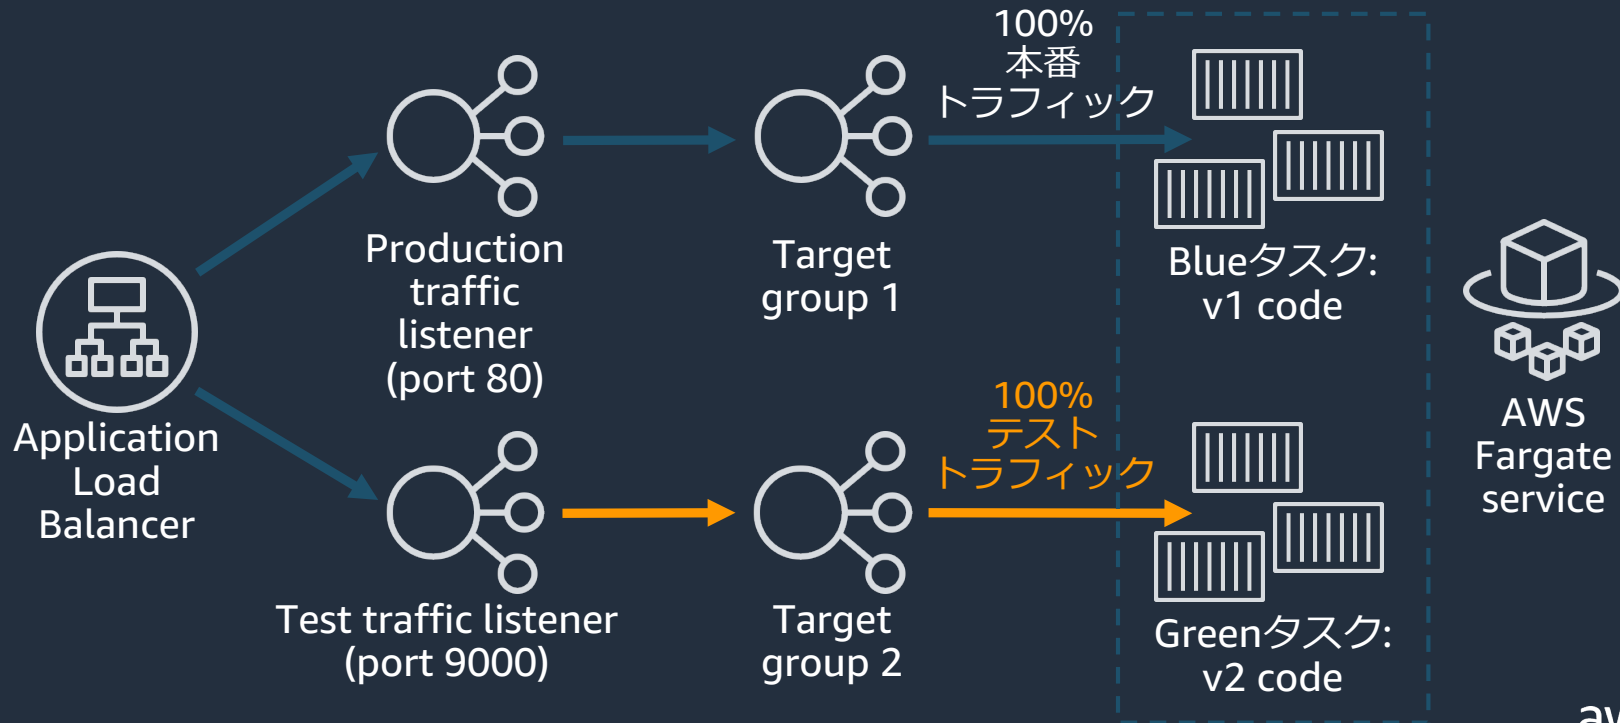 100%
本番
トラフィック
Production
traffic
listener
(port 80)
Target
group 1
Blueタスク:
v1 code
Application
Load
Balancer
100%
テスト
トラフィック
AWS
Fargate
service
Test traffic listener
(port 9000)
Target
group 2
Greenタスク:
v2 code